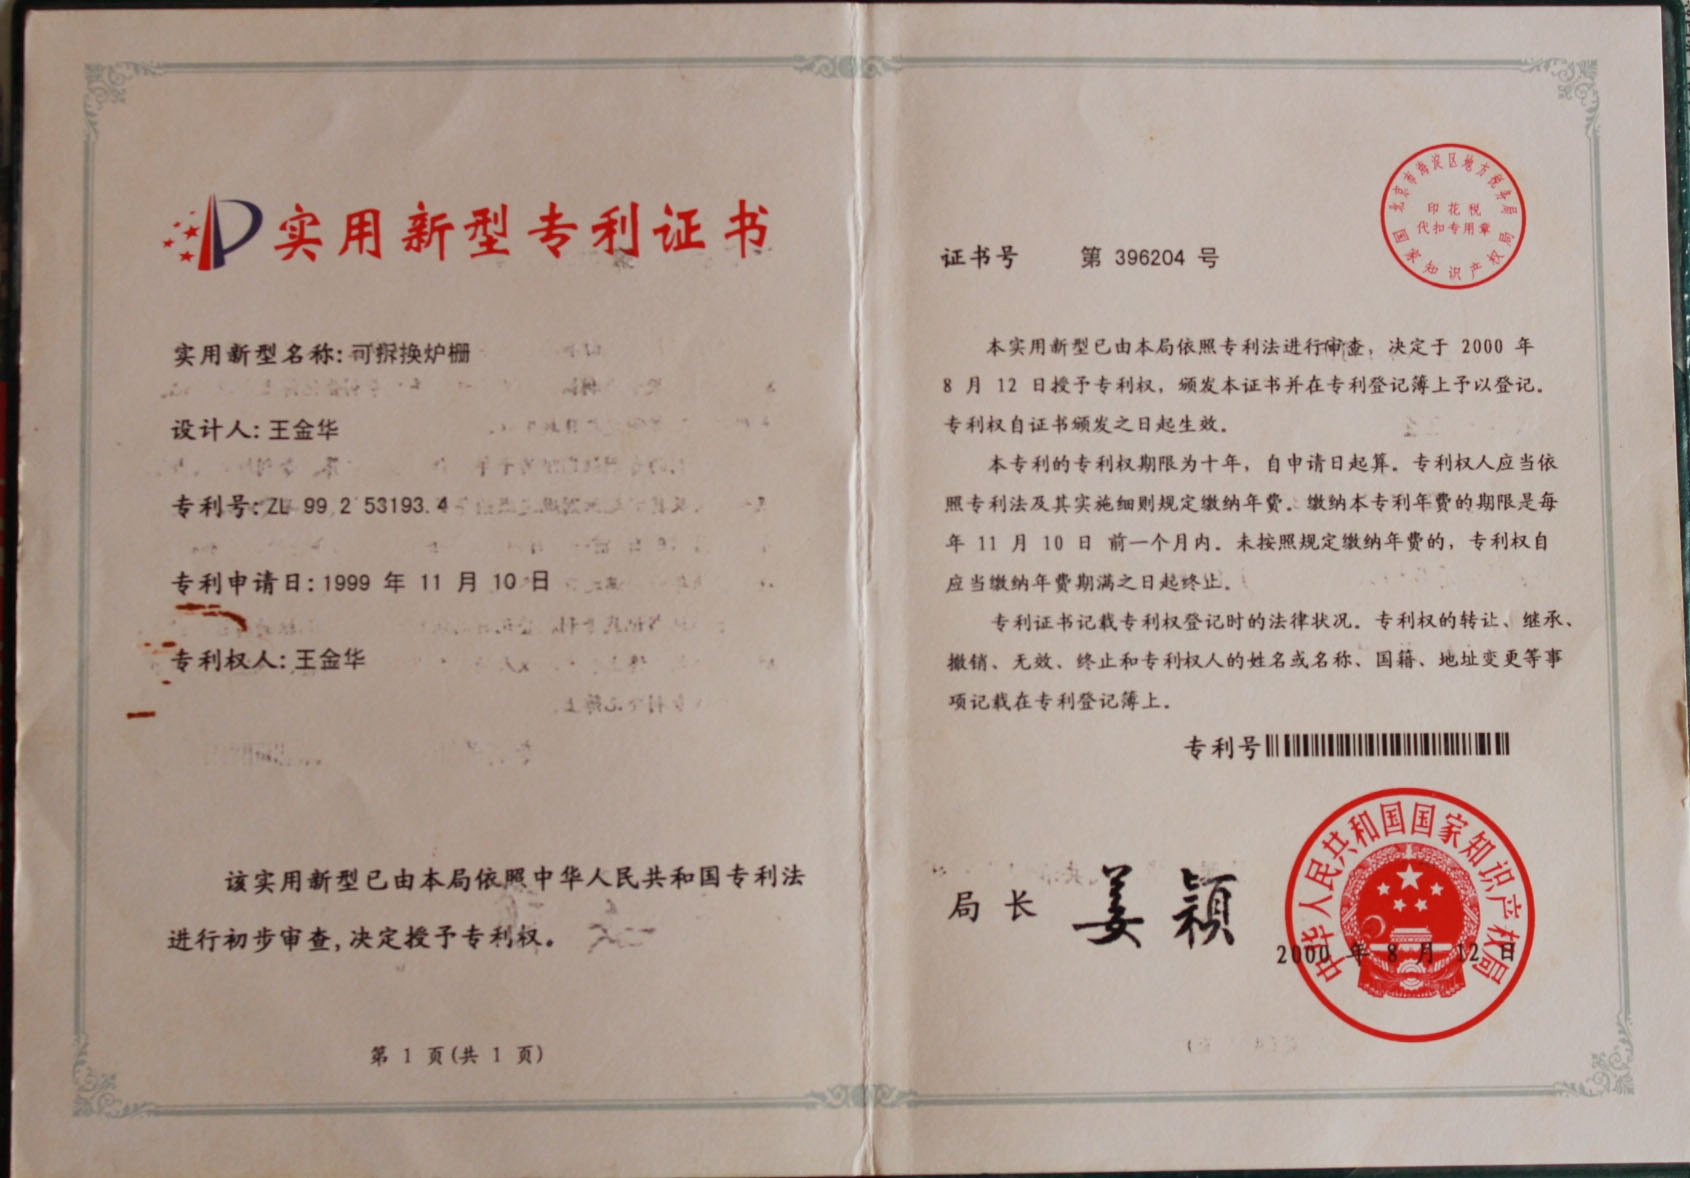 实用新型专利证书
实用新型名称:可拆换炉栅
设计人:王金华
专利号:ZL 99 2 53193.4
专利申请日:1999 年 11 月 10 日
专利权人:王金华
该实用新型已由本局依照中华人民共和国专利法
进行初步审查,决定授予专利权。
第 1 页(共 1 页)
北京市海淀区地方税务局
印花税
代扣专用章
国家知识产权局
证书号 第 396204 号
本实用新型已由本局依照专利法进行审查,决定于 2000 年
8 月 12 日授予专利权,颁发本证书并在专利登记簿上予以登记。
专利权自证书颁发之日起生效。
本专利的专利权期限为十年,自申请日起算。专利权人应当依
照专利法及其实施细则规定缴纳年费。缴纳本专利年费的期限是每
年 11 月 10 日 前一个月内。未按照规定缴纳年费的,专利权自
应当缴纳年费期满之日起终止。
专利证书记载专利权登记时的法律状况。专利权的转让、继承、
撤销、无效、终止和专利权人的姓名或名称、国籍、地址变更等事
项记载在专利登记簿上。
专利号
中华人民共和国国家知识产权局
局长 姜颖
2000 年 8 月 12 日